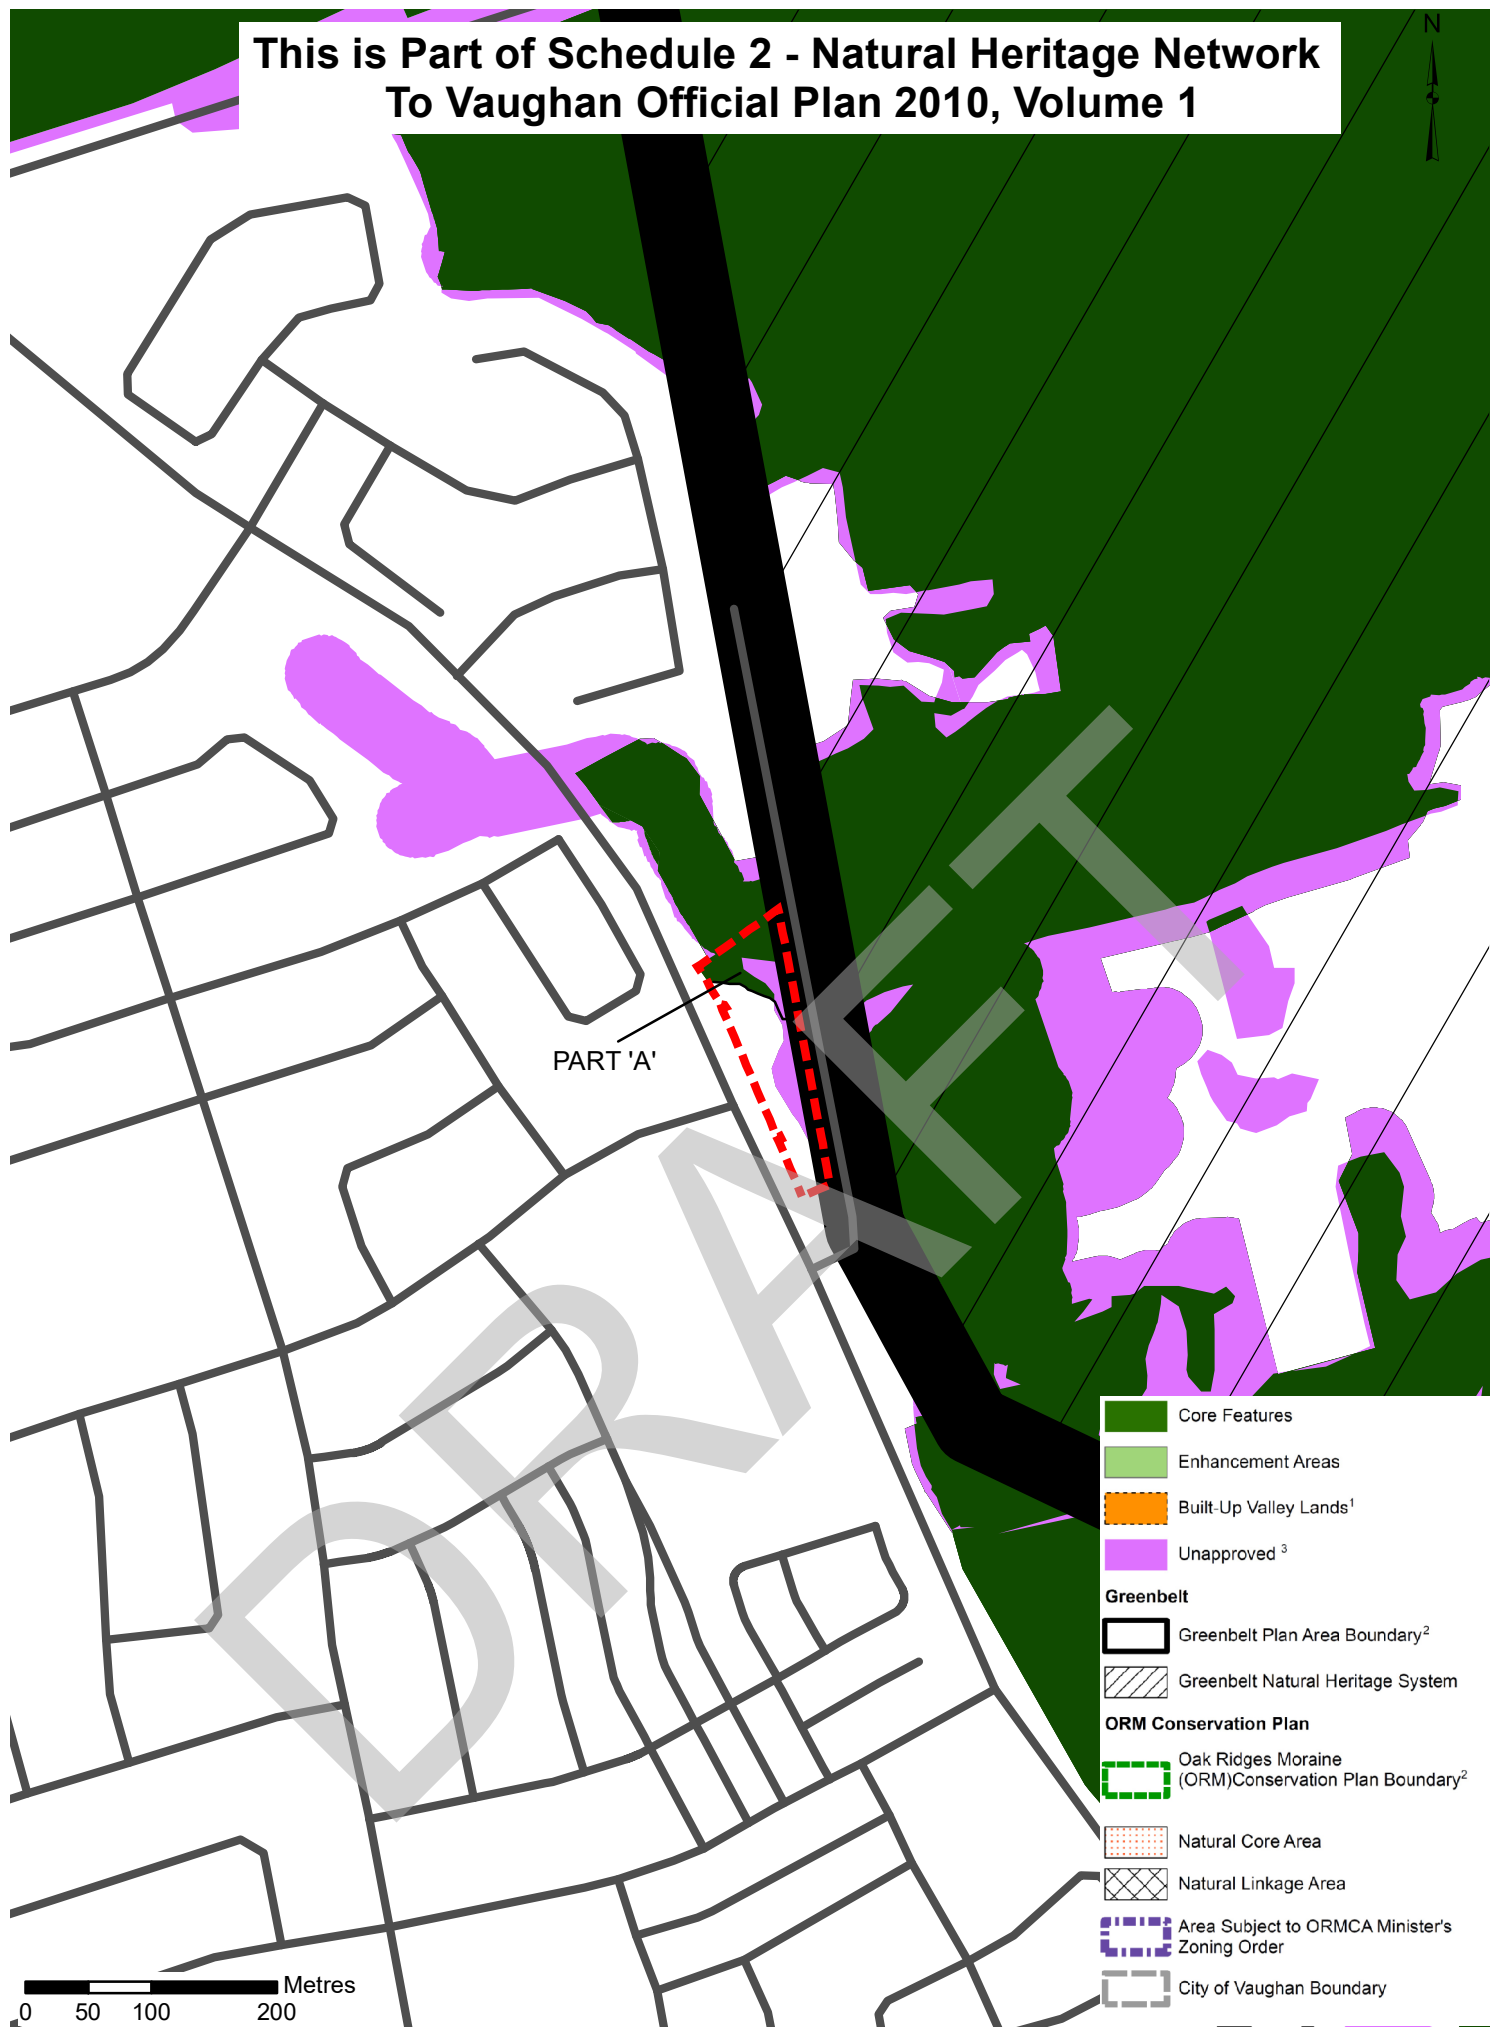 This is Part of Schedule 2 - Natural Heritage Network
To Vaughan Official Plan 2010, Volume 1
N
PART 'A'
DRAFT
Core Features
Enhancement Areas
Built-Up Valley Lands¹
Unapproved ³
Greenbelt
Greenbelt Plan Area Boundary²
Greenbelt Natural Heritage System
ORM Conservation Plan
Oak Ridges Moraine
(ORM)Conservation Plan Boundary²
Natural Core Area
Natural Linkage Area
Area Subject to ORMCA Minister's
Zoning Order
City of Vaughan Boundary
Metres
0 50 100 200